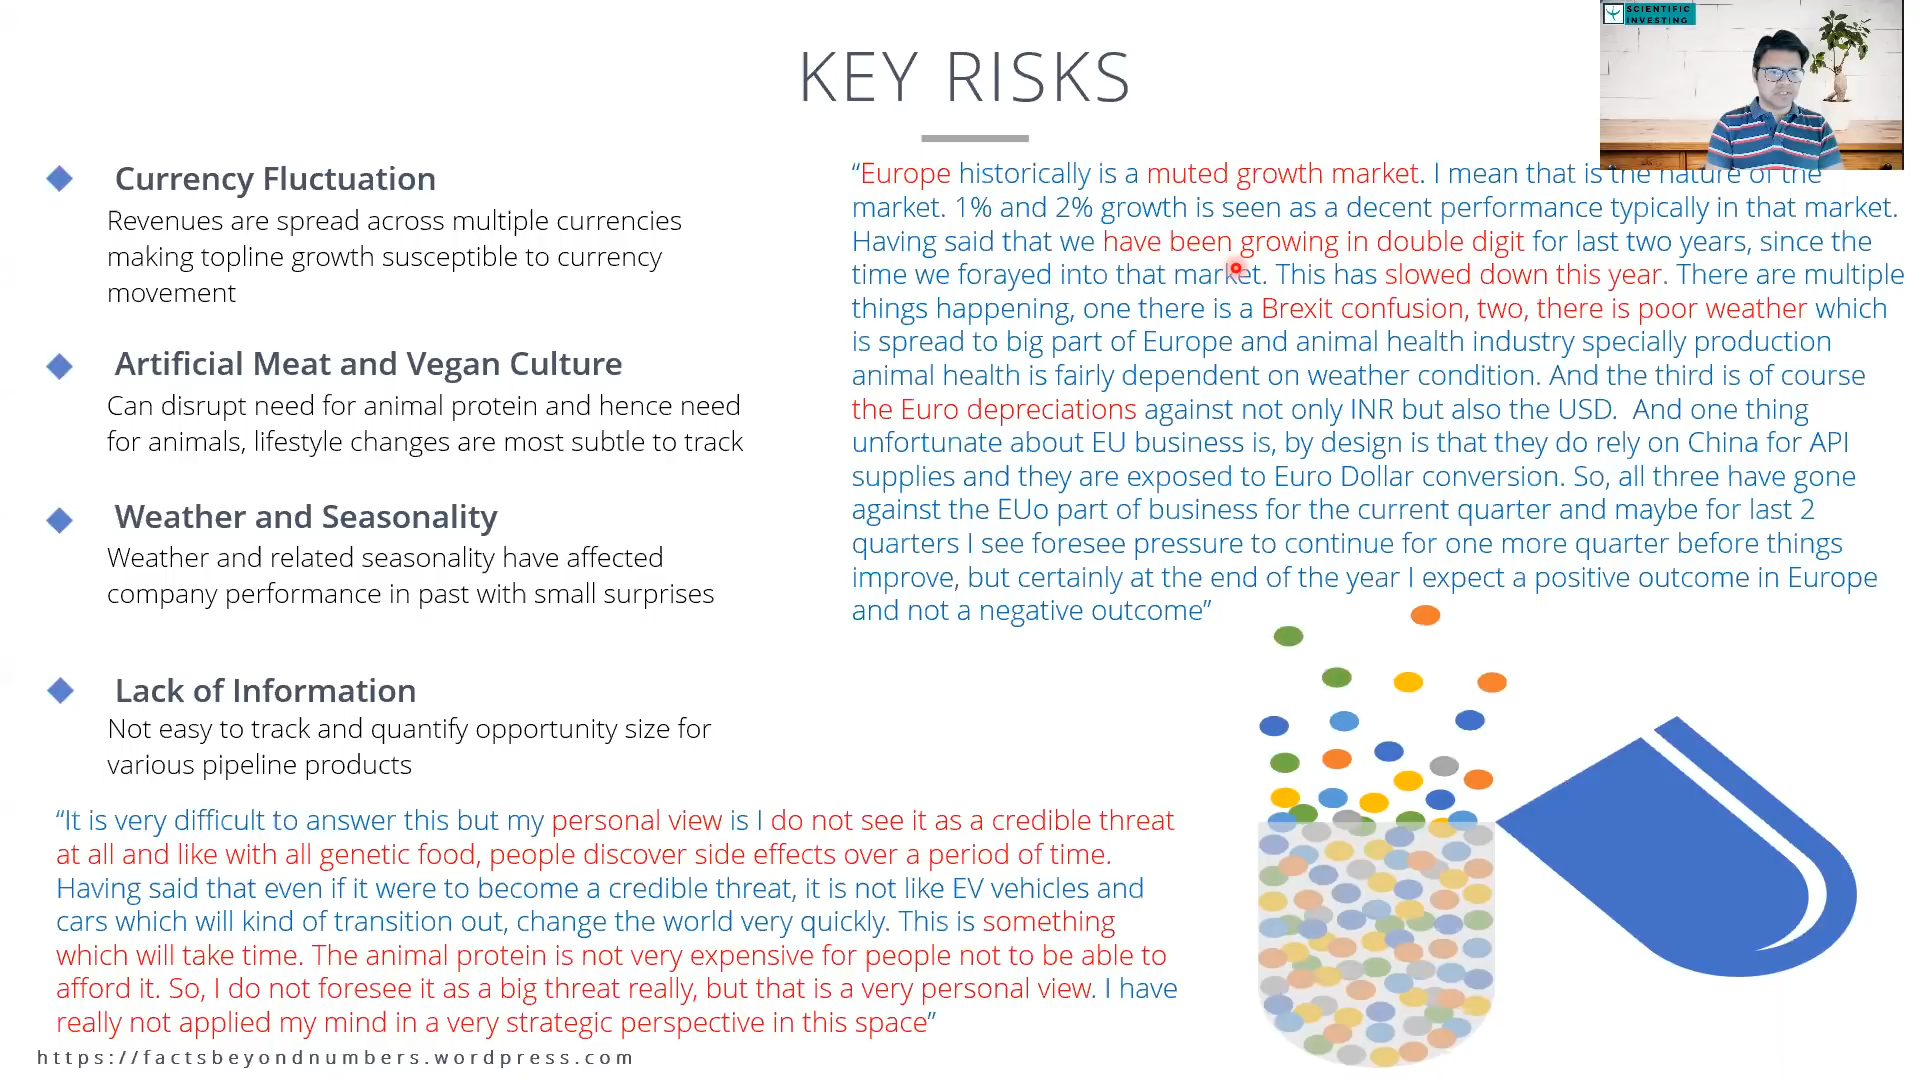 SCIENTIFIC
INVESTING
KEY RISKS
Currency Fluctuation
Revenues are spread across multiple currencies
making topline growth susceptible to currency
movement
Artificial Meat and Vegan Culture
Can disrupt need for animal protein and hence need
for animals, lifestyle changes are most subtle to track
Weather and Seasonality
Weather and related seasonality have affected
company performance in past with small surprises
Lack of Information
Not easy to track and quantify opportunity size for
various pipeline products
“It is very difficult to answer this but my personal view is I do not see it as a credible threat
at all and like with all genetic food, people discover side effects over a period of time.
Having said that even if it were to become a credible threat, it is not like EV vehicles and
cars which will kind of transition out, change the world very quickly. This is something
which will take time. The animal protein is not very expensive for people not to be able to
afford it. So, I do not foresee it as a big threat really, but that is a very personal view. I have
really not applied my mind in a very strategic perspective in this space”
“Europe historically is a muted growth market. I mean that is the nature of the
market. 1% and 2% growth is seen as a decent performance typically in that market.
Having said that we have been growing in double digit for last two years, since the
time we forayed into that market. This has slowed down this year. There are multiple
things happening, one there is a Brexit confusion, two, there is poor weather which
is spread to big part of Europe and animal health industry specially production
animal health is fairly dependent on weather condition. And the third is of course
the Euro depreciations against not only INR but also the USD. And one thing
unfortunate about EU business is, by design is that they do rely on China for API
supplies and they are exposed to Euro Dollar conversion. So, all three have gone
against the EUo part of business for the current quarter and maybe for last 2
quarters I see foresee pressure to continue for one more quarter before things
improve, but certainly at the end of the year I expect a positive outcome in Europe
and not a negative outcome”
https://factsbeyondnumbers.wordpress.com